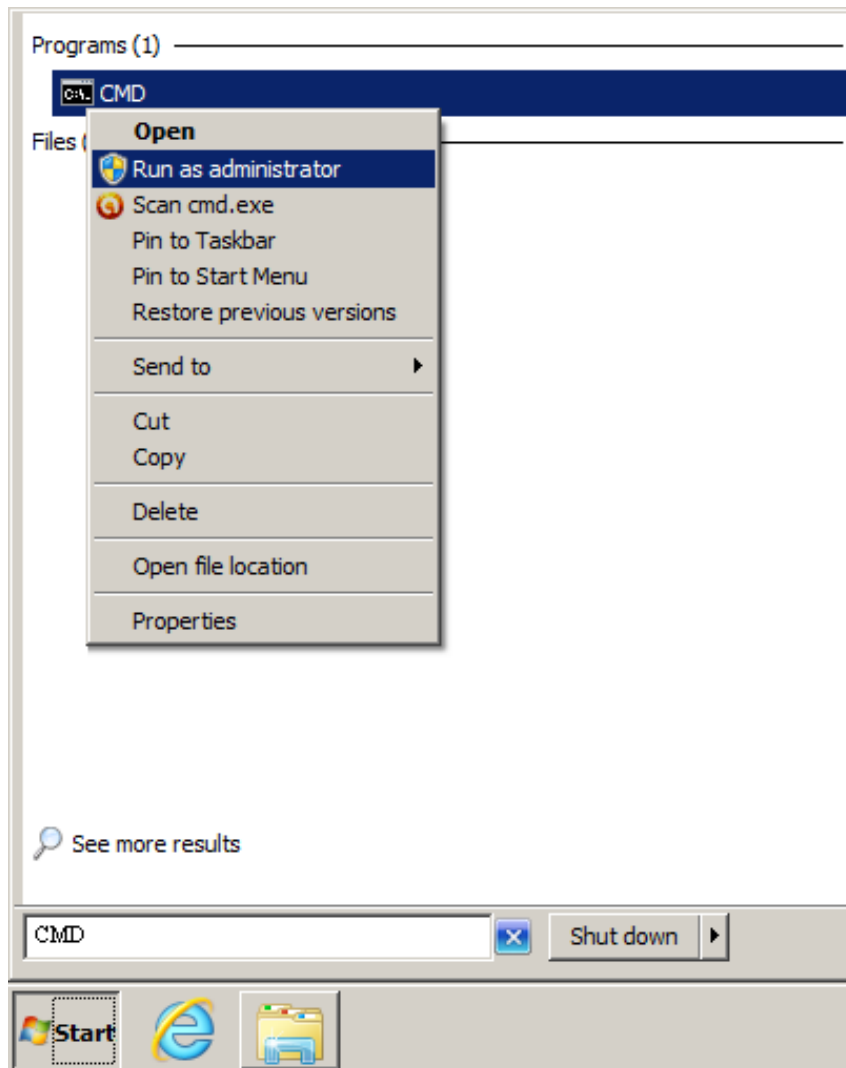 Programs (1)
CMD
Files (
Open
Run as administrator
Scan cmd.exe
Pin to Taskbar
Pin to Start Menu
Restore previous versions
Send to
Cut
Copy
Delete
Open file location
Properties
See more results
CMD
Shut down
Start